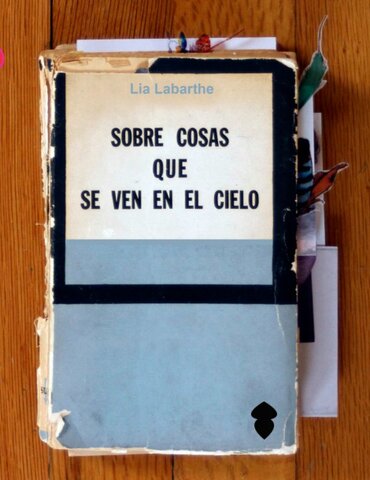 Lia Labarthe
SOBRE COSAS
QUE
SE VEN EN EL CIELO